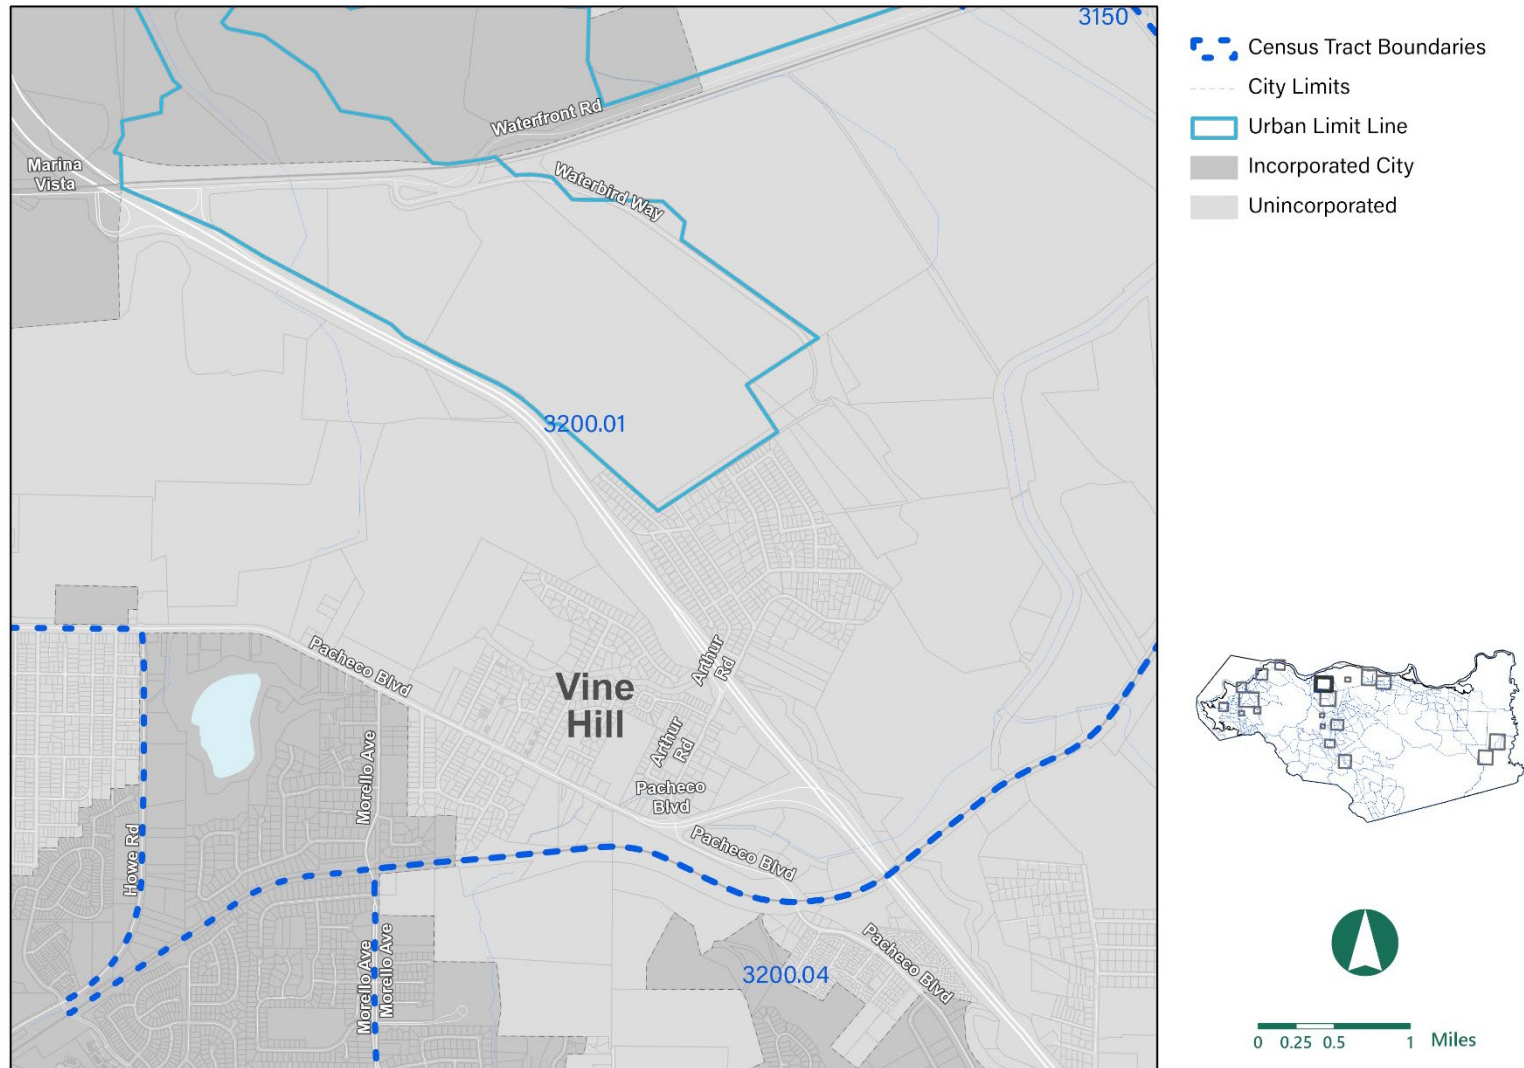 3150
Waterfront Rd
Marina
Vista
Waterbird Way
3200.01
Pacheco Blvd
Arthur
Rd
Vine
Hill
Arthur
Rd
Morello Ave
Pacheco
Blvd
Howe Rd
Pacheco Blvd
Morello Ave
Morello Ave
3200.04
Pacheco Blvd
Census Tract Boundaries
City Limits
Urban Limit Line
Incorporated City
Unincorporated
0 0.25 0.5 1 Miles